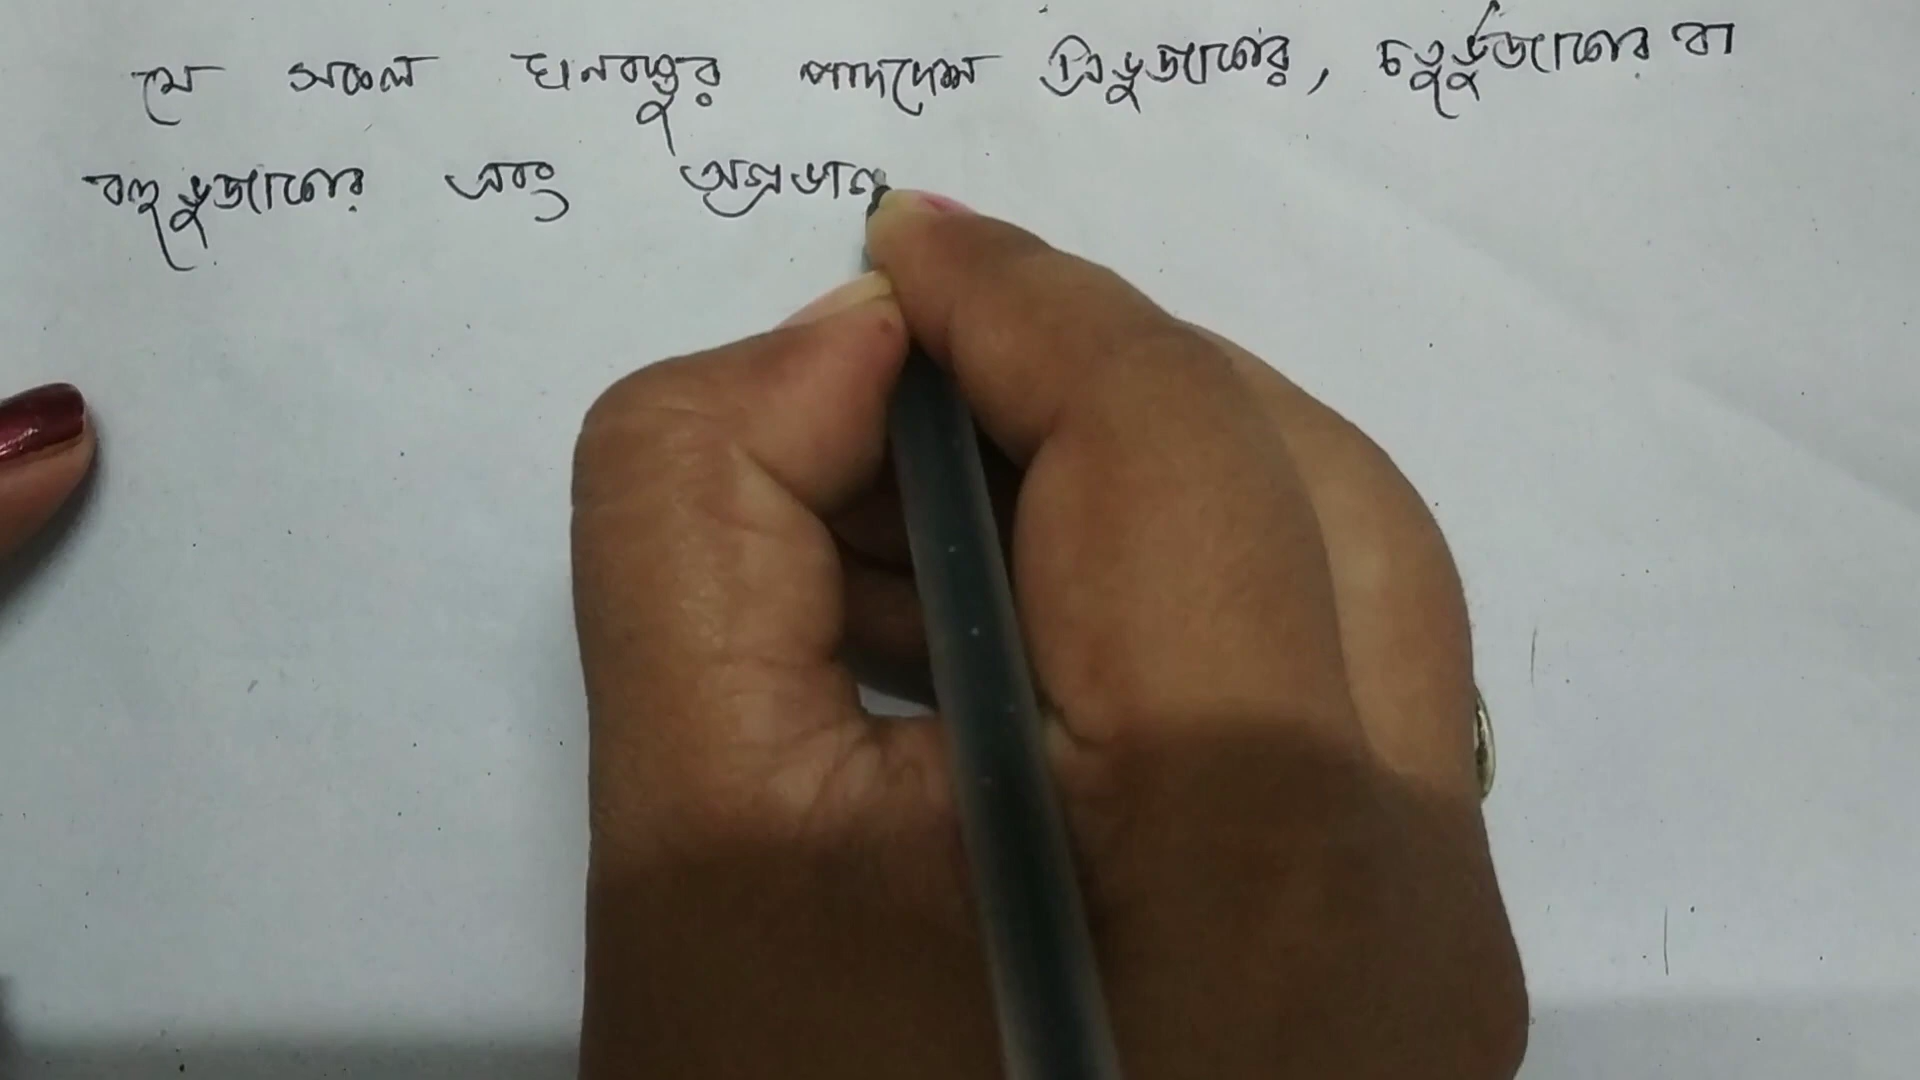 যে সকল ঘনবস্তুর পাদদেশ ত্রিভুজাকার, চতুর্ভুজাকার বা
বহুভুজাকার এবং অগ্রভাগ